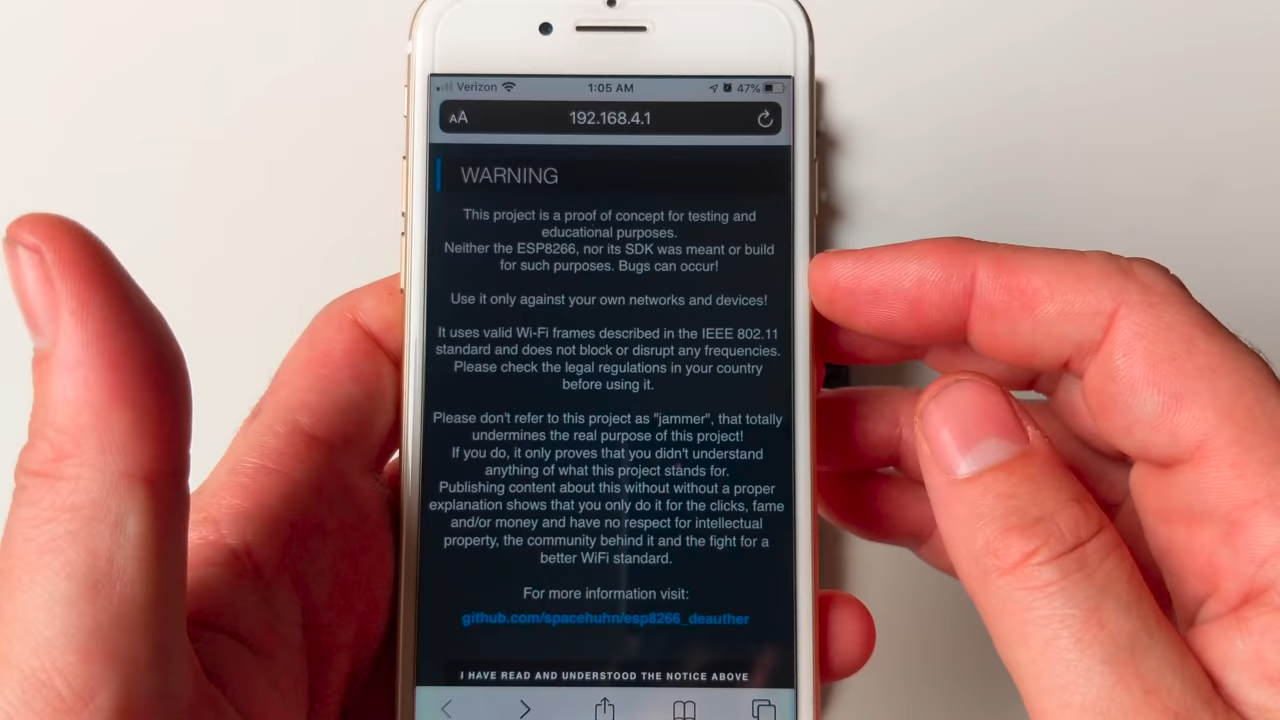 Verizon 1:05 AM 47%
AA 192.168.4.1
WARNING
This project is a proof of concept for testing and
educational purposes.
Neither the ESP8266, nor its SDK was meant or build
for such purposes. Bugs can occur!
Use it only against your own networks and devices!
It uses valid Wi-Fi frames described in the IEEE 802.11
standard and does not block or disrupt any frequencies.
Please check the legal regulations in your country
before using it.
Please don't refer to this project as "jammer", that totally
undermines the real purpose of this project!
If you do, it only proves that you didn't understand
anything of what this project stands for.
Publishing content about this without without a proper
explanation shows that you only do it for the clicks, fame
and/or money and have no respect for intellectual
property, the community behind it and the fight for a
better WiFi standard.
For more information visit:
github.com/spacehuhn/esp8266_deauther
I HAVE READ AND UNDERSTOOD THE NOTICE ABOVE